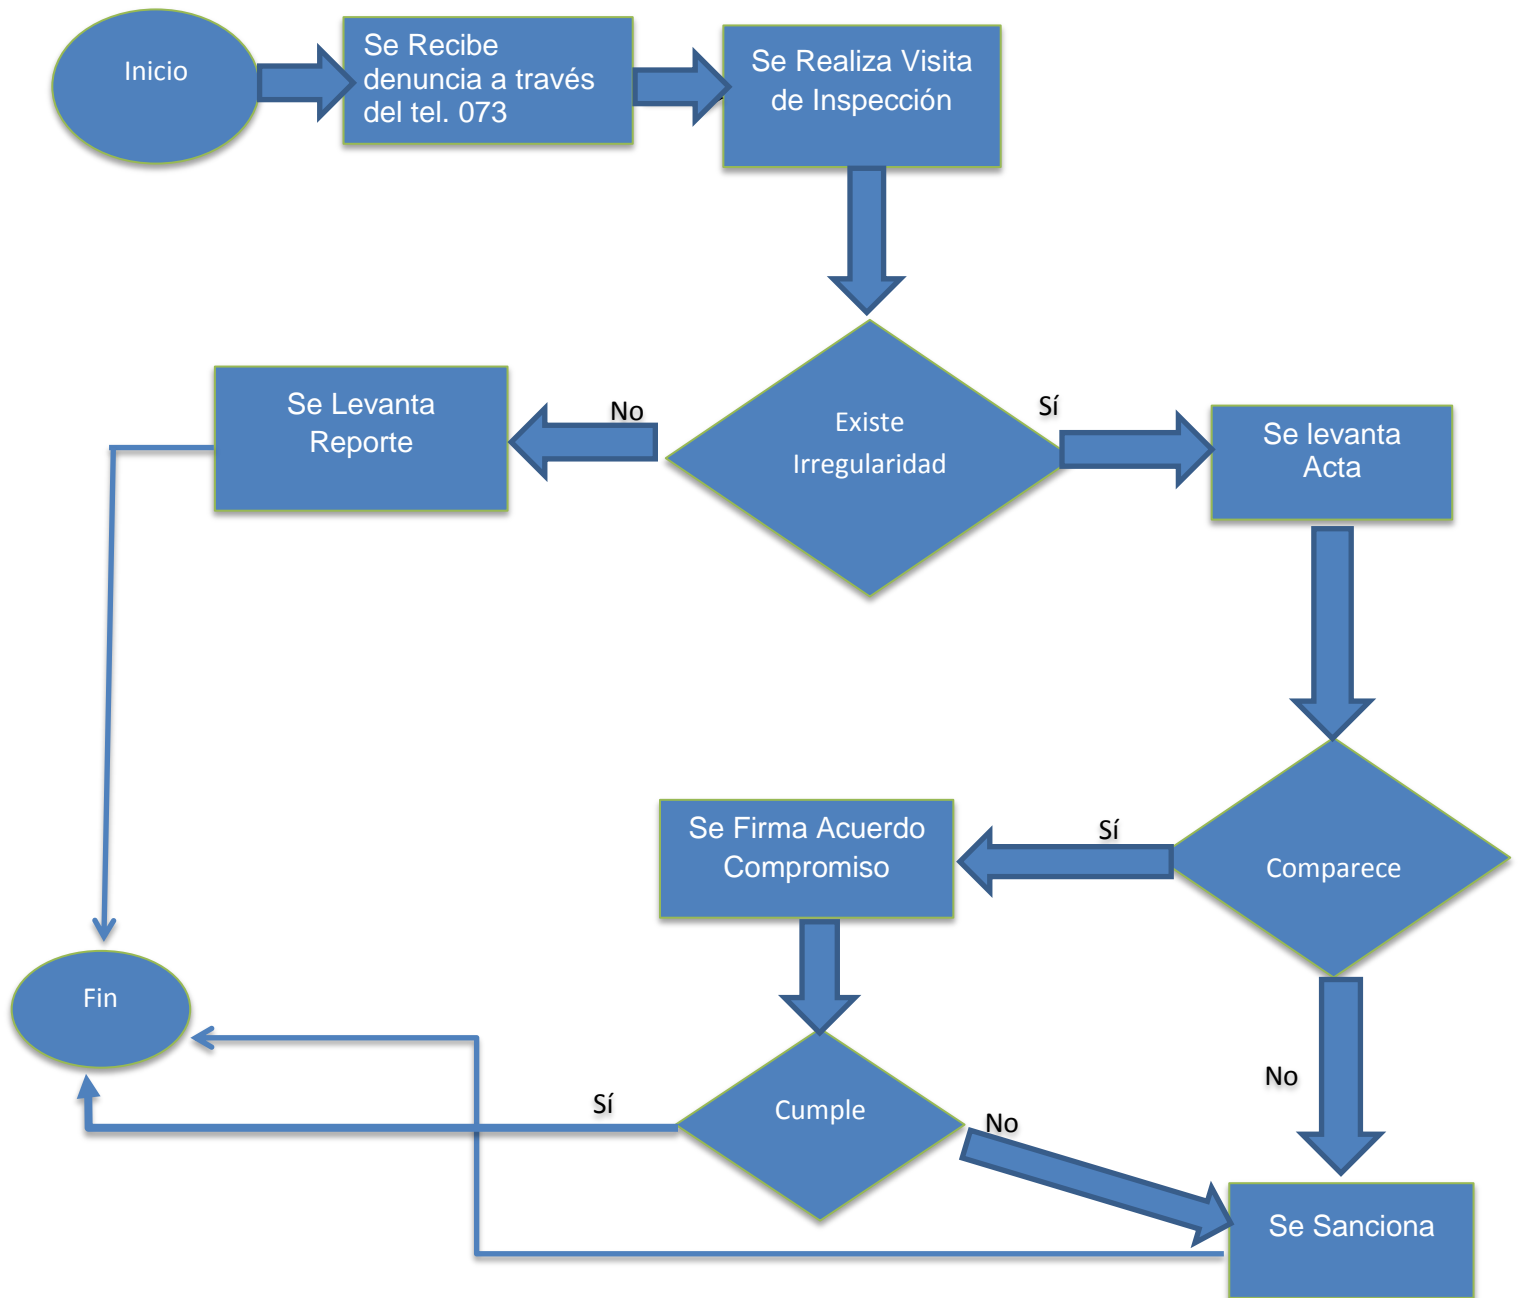 Inicio
Se Recibe
denuncia a través
del tel. 073
Se Realiza Visita
de Inspección
Se Levanta
Reporte
No
Existe
Irregularidad
Sí
Se levanta
Acta
Se Firma Acuerdo
Compromiso
Sí
Comparece
Fin
Sí
Cumple
No
No
Se Sanciona